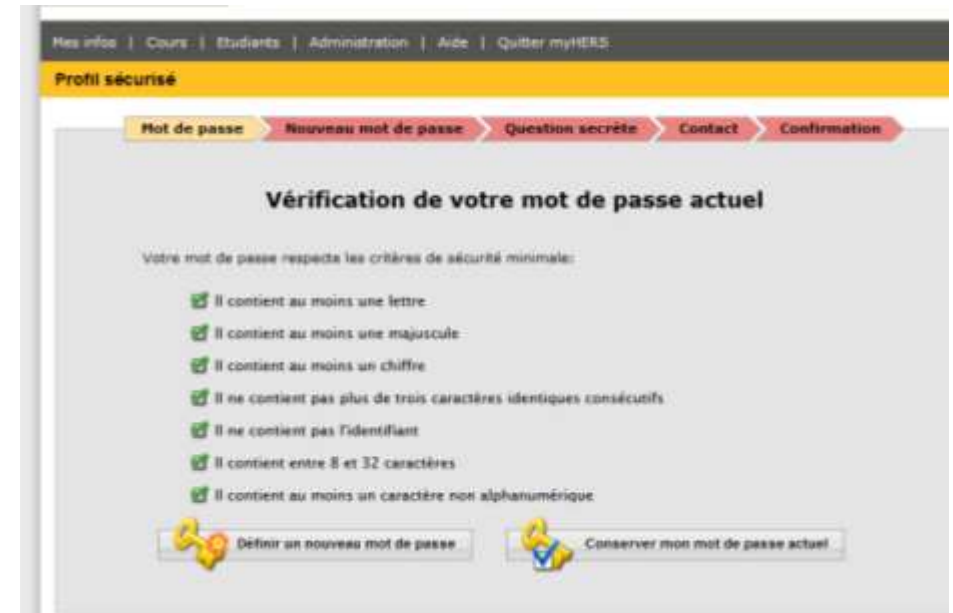 Mes infos | Cours | Etudiants | Administration | Aide | Quitter myHERS
Profil sécurisé
Mot de passe Nouveau mot de passe Question secrète Contact Confirmation
Vérification de votre mot de passe actuel
Votre mot de passe respecte les critères de sécurité minimale:
Il contient au moins une lettre
Il contient au moins une majuscule
Il contient au moins un chiffre
Il ne contient pas plus de trois caractères identiques consécutifs
Il ne contient pas l'identifiant
Il contient entre 8 et 32 caractères
Il contient au moins un caractère non alphanumérique
Définir un nouveau mot de passe Conserver mon mot de passe actuel